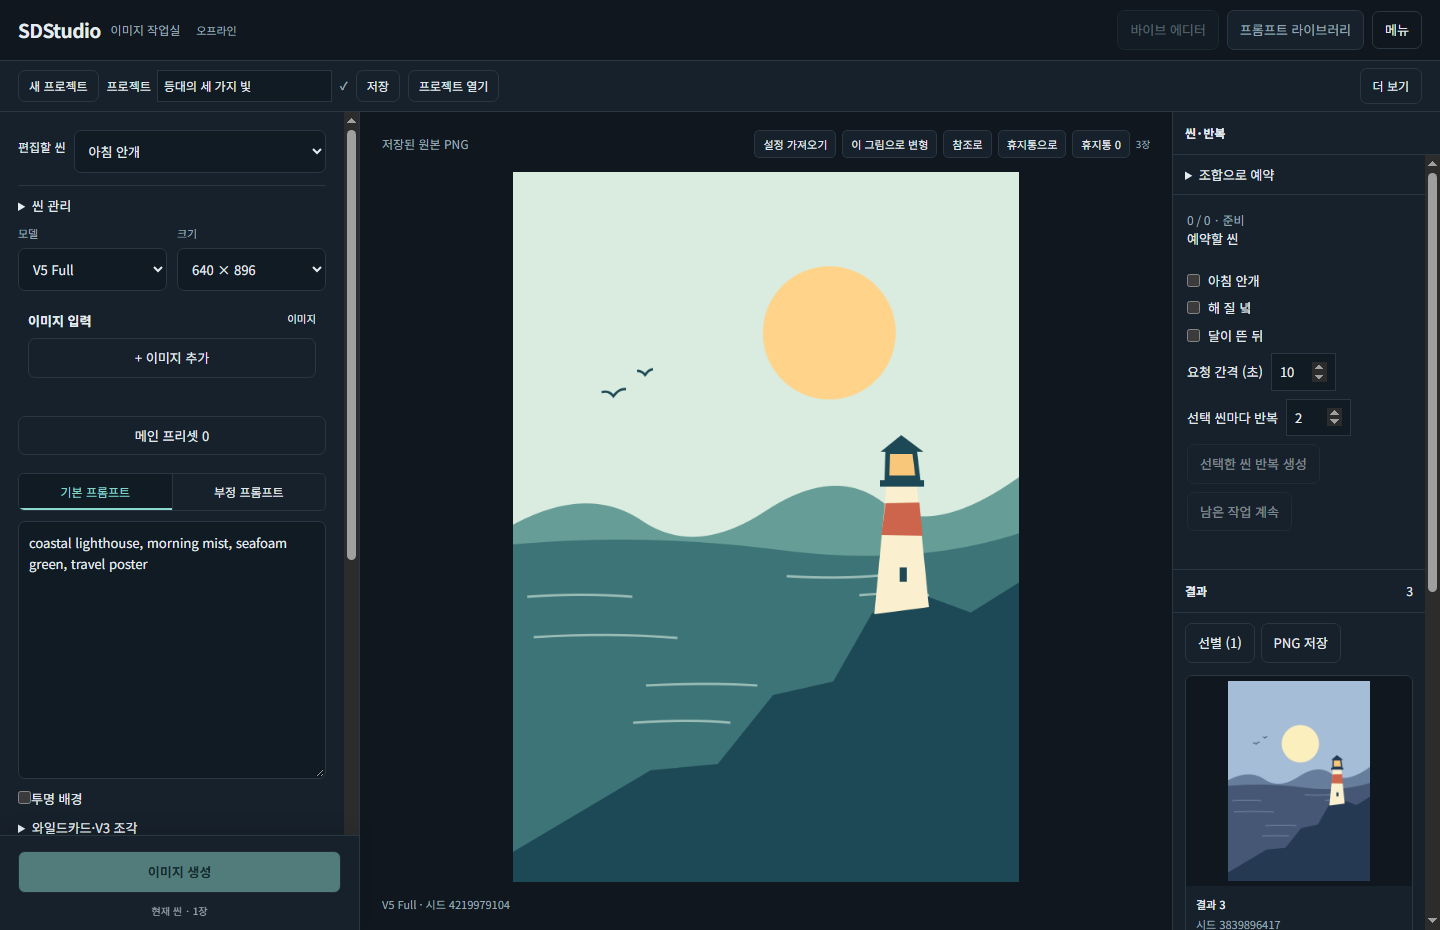 SDStudio 이미지 작업실 오프라인
바이브 에디터 프롬프트 라이브러리 메뉴
새 프로젝트 프로젝트 등대의 세 가지 빛 ✓ 저장 프로젝트 열기 더 보기
편집할 씬 아침 안개
▶ 씬 관리
모델 크기
V5 Full 640 × 896
이미지 입력 이미지
+ 이미지 추가
메인 프리셋 0
기본 프롬프트 부정 프롬프트
coastal lighthouse, morning mist, seafoam
green, travel poster
투명 배경
▶ 와일드카드·V3 조각
이미지 생성
현재 씬 · 1장
저장된 원본 PNG 설정 가져오기 이 그림으로 변형 참조로 휴지통으로 휴지통 0 3장
V5 Full · 시드 4219979104
씬·반복
▶ 조합으로 예약
0 / 0 · 준비
예약할 씬
아침 안개
해 질 녘
달이 뜬 뒤
요청 간격 (초) 10
선택 씬마다 반복 2
선택한 씬 반복 생성
남은 작업 계속
결과 3
선별 (1) PNG 저장
결과 3
시드 3839896417